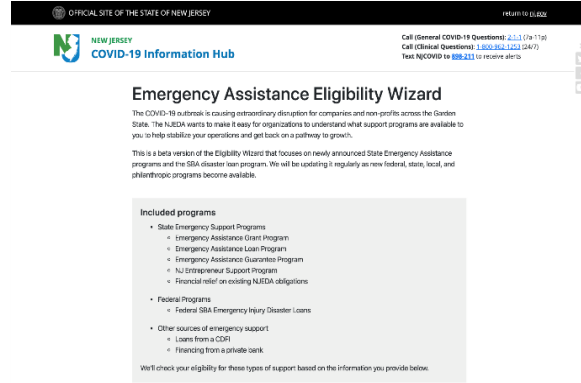 OFFICIAL SITE OF THE STATE OF NEW JERSEY
return to nj.gov
NJ
NEW JERSEY
COVID-19 Information Hub
Call (General COVID-19 Questions): 2-1-1 (7a-11p)
Call (Clinical Questions): 1-800-962-1253 (24/7)
Text NJCOVID to 898-211 to receive alerts
Emergency Assistance Eligibility Wizard
The COVID-19 outbreak is causing extraordinary disruption for companies and non-profits across the Garden
State. The NJEDA wants to make it easy for organizations to understand what support programs are available to
you to help stabilize your operations and get back on a pathway to growth.
This is a beta version of the Eligibility Wizard that focuses on newly announced State Emergency Assistance
programs and the SBA disaster loan program. We will be updating it regularly as new federal, state, local, and
philanthropic programs become available.
Included programs
• State Emergency Support Programs
◦ Emergency Assistance Grant Program
◦ Emergency Assistance Loan Program
◦ Emergency Assistance Guarantee Program
◦ NJ Entrepreneur Support Program
◦ Financial relief on existing NJEDA obligations
• Federal Programs
◦ Federal SBA Emergency Injury Disaster Loans
• Other sources of emergency support
◦ Loans from a CDFI
◦ Financing from a private bank
We'll check your eligibility for these types of support based on the information you provide below.